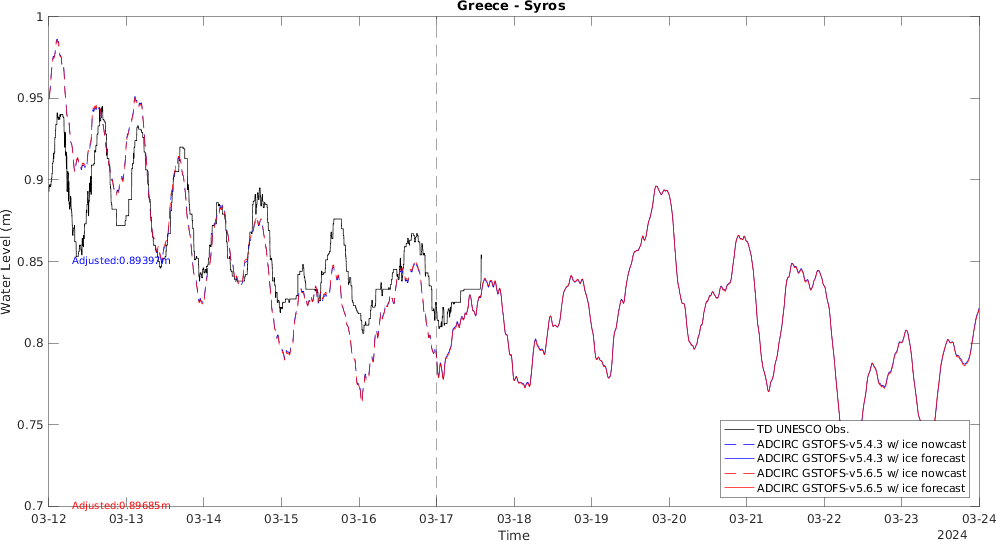 Greece - Syros
Water Level (m)
1
0.95
0.9
0.85
0.8
0.75
0.7
Adjusted:0.89397m
Adjusted:0.89685m
TD UNESCO Obs.
ADCIRC GSTOFS-v5.4.3 w/ ice nowcast
ADCIRC GSTOFS-v5.4.3 w/ ice forecast
ADCIRC GSTOFS-v5.6.5 w/ ice nowcast
ADCIRC GSTOFS-v5.6.5 w/ ice forecast
03-12 03-13 03-14 03-15 03-16 03-17 03-18 03-19 03-20 03-21 03-22 03-23 03-24
Time
2024